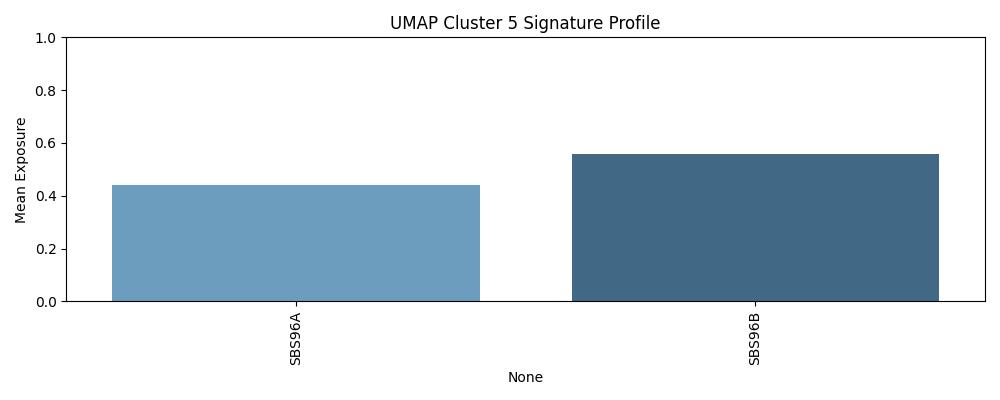 UMAP Cluster 5 Signature Profile
1.0
0.8
0.6
0.4
0.2
0.0
Mean Exposure
SBS96A
SBS96B
None